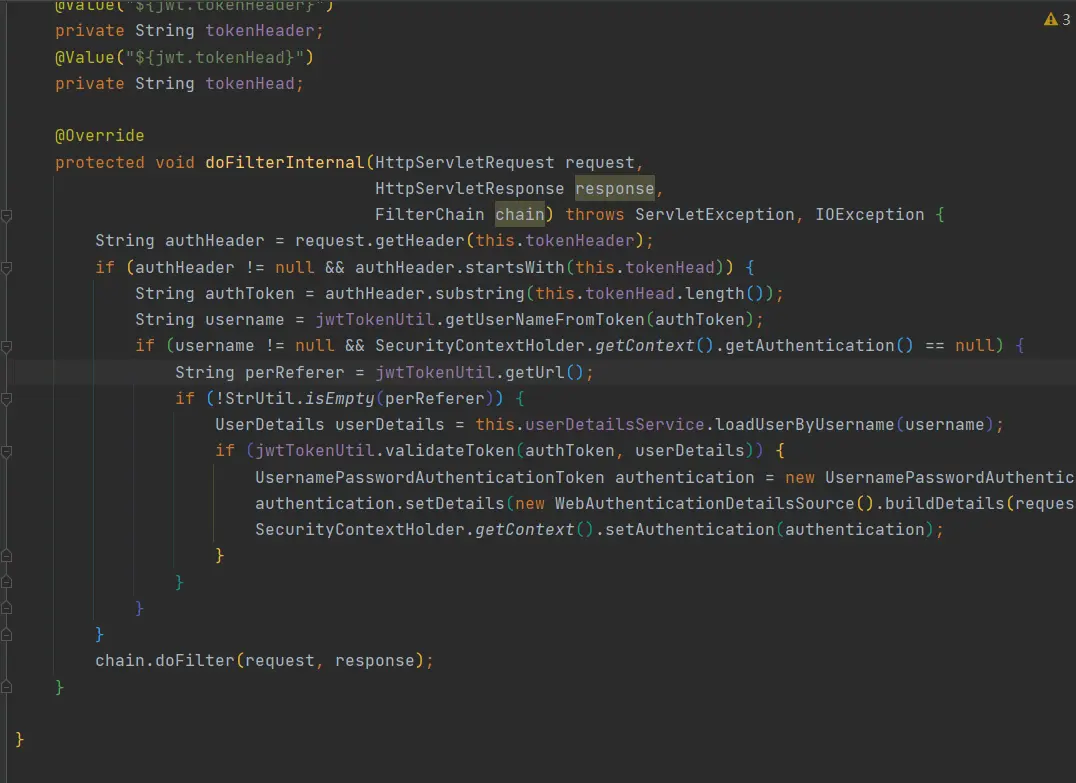 @Value("${jwt.tokenHeader}")
private String tokenHeader;
@Value("${jwt.tokenHead}")
private String tokenHead;
@Override
protected void doFilterInternal(HttpServletRequest request,
HttpServletResponse response,
FilterChain chain) throws ServletException, IOException {
String authHeader = request.getHeader(this.tokenHeader);
if (authHeader != null && authHeader.startsWith(this.tokenHead)) {
String authToken = authHeader.substring(this.tokenHead.length());
String username = jwtTokenUtil.getUserNameFromToken(authToken);
if (username != null && SecurityContextHolder.getContext().getAuthentication() == null) {
String perReferer = jwtTokenUtil.getUrl();
if (!StrUtil.isEmpty(perReferer)) {
UserDetails userDetails = this.userDetailsService.loadUserByUsername(username);
if (jwtTokenUtil.validateToken(authToken, userDetails)) {
UsernamePasswordAuthenticationToken authentication = new UsernamePasswordAuthentic
authentication.setDetails(new WebAuthenticationDetailsSource().buildDetails(reques
SecurityContextHolder.getContext().setAuthentication(authentication);
}
}
}
}
chain.doFilter(request, response);
}
}
3